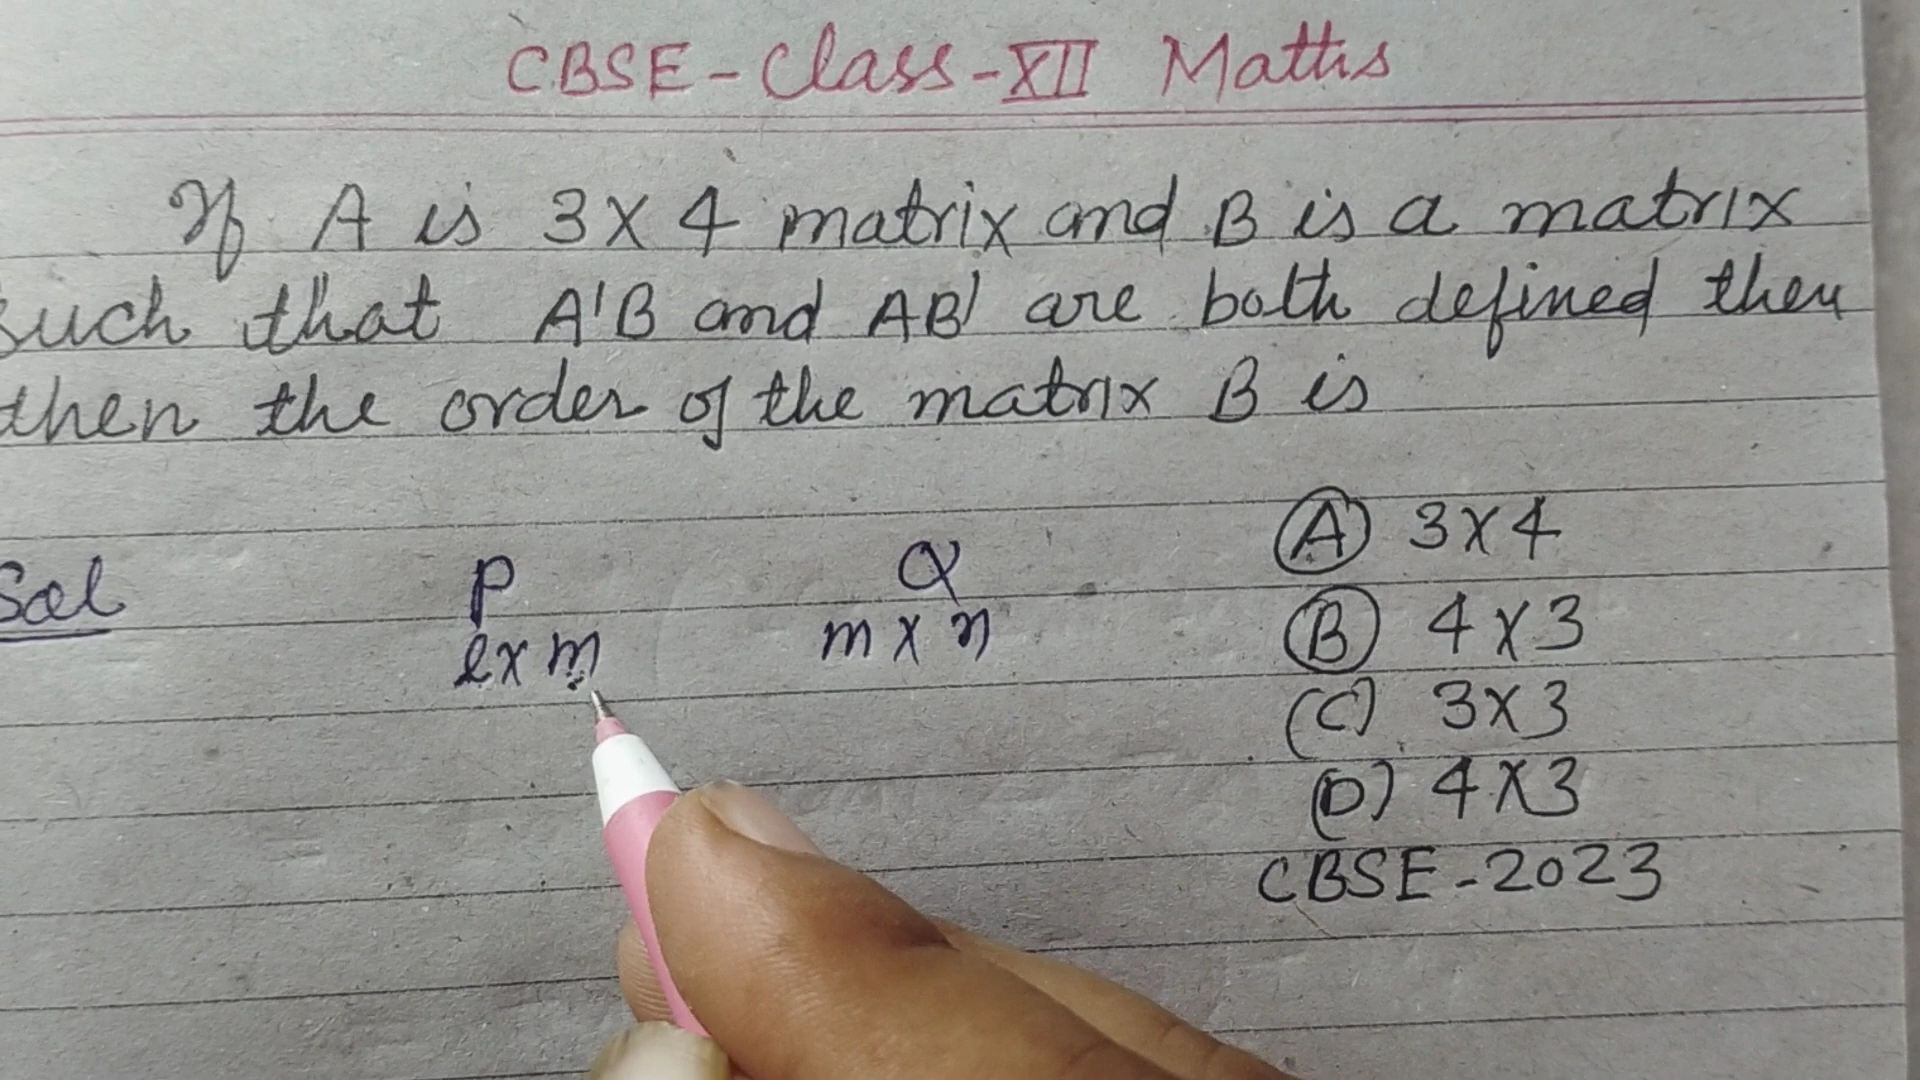 CBSE-Class-XII Maths
If A is 3×4 matrix and B is a matrix
such that A'B and AB' are both defined then
then the order of the matrix B is
(A) 3×4
Sol P Q
l×m m×n
(B) 4×3
(C) 3×3
(D) 4×3
CBSE-2023